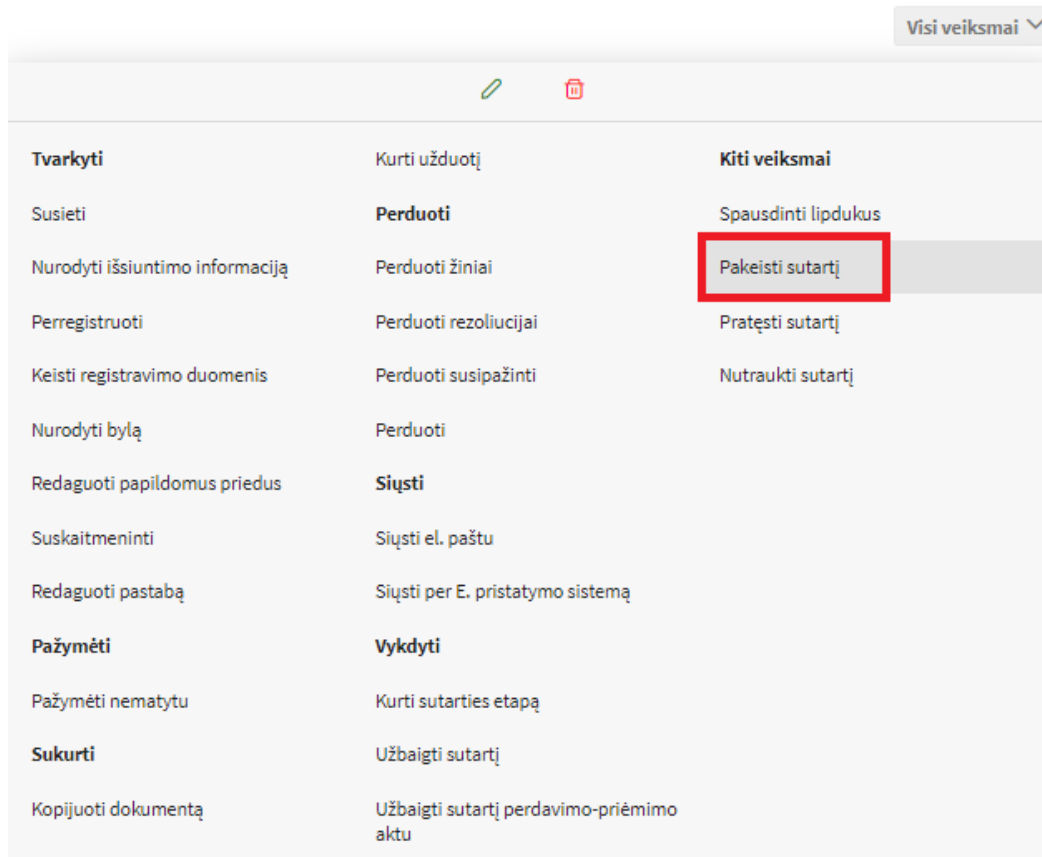 Visi veiksmai
Tvarkyti
Susieti
Nurodyti išsiuntimo informaciją
Perregistruoti
Keisti registravimo duomenis
Nurodyti bylą
Redaguoti papildomus priedus
Suskaitmeninti
Redaguoti pastabą
Pažymėti
Pažymėti nematytu
Sukurti
Kopijuoti dokumentą
Kurti užduotį
Perduoti
Perduoti žiniai
Perduoti rezoliucijai
Perduoti susipažinti
Perduoti
Siųsti
Siųsti el. paštu
Siųsti per E. pristatymo sistemą
Vykdyti
Kurti sutarties etapą
Užbaigti sutartį
Užbaigti sutartį perdavimo-priėmimo
aktu
Kiti veiksmai
Spausdinti lipdukus
Pakeisti sutartį
Pratęsti sutartį
Nutraukti sutartį